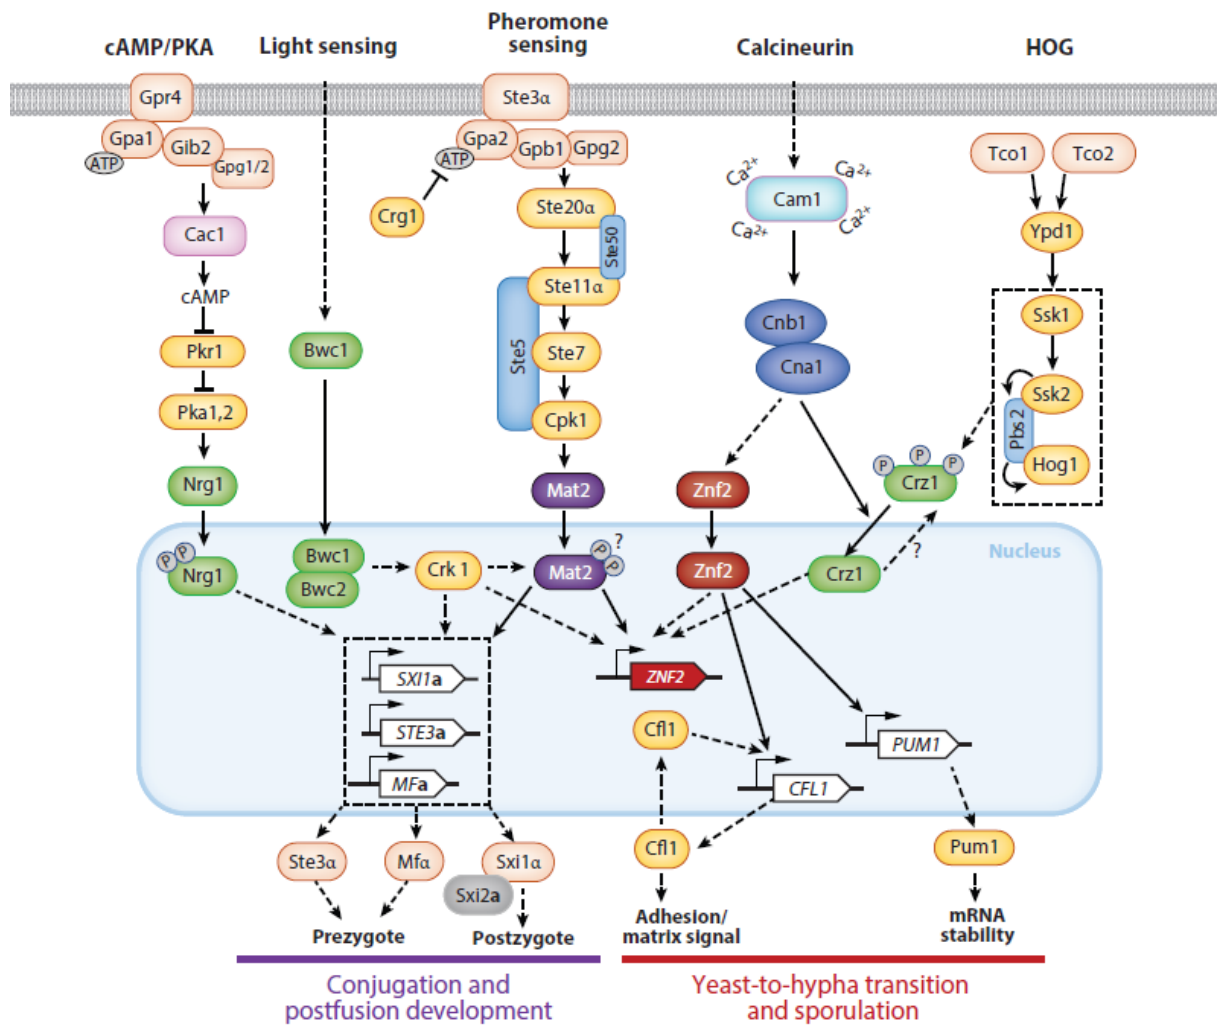 cAMP/PKA
Light sensing
Pheromone
sensing
Calcineurin
HOG
Gpr4
Gpa1
ATP
Gib2
Gpg1/2
Cac1
cAMP
Pkr1
Pka1,2
Nrg1
P P
Nrg1
Bwc1
Bwc1
Bwc2
Ste3α
Gpa2
ATP
Gpb1
Gpg2
Crg1
Ste20α
Ste50
Ste11α
Ste5
Ste7
Cpk1
Mat2
Mat2
P P ?
Crk 1
Ca2+
Ca2+
Cam1
Ca2+
Ca2+
Cnb1
Cna1
Znf2
Znf2
P P P
Crz1
Crz1
?
Tco1
Tco2
Ypd1
Ssk1
Ssk2
Pbs 2
Hog1
Nucleus
SXI1a
STE3a
MFa
ZNF2
Cfl1
CFL1
PUM1
Ste3α
Mfα
Sxi1α
Sxi2a
Cfl1
Pum1
Prezygote
Postzygote
Adhesion/
matrix signal
mRNA
stability
Conjugation and
postfusion development
Yeast-to-hypha transition
and sporulation